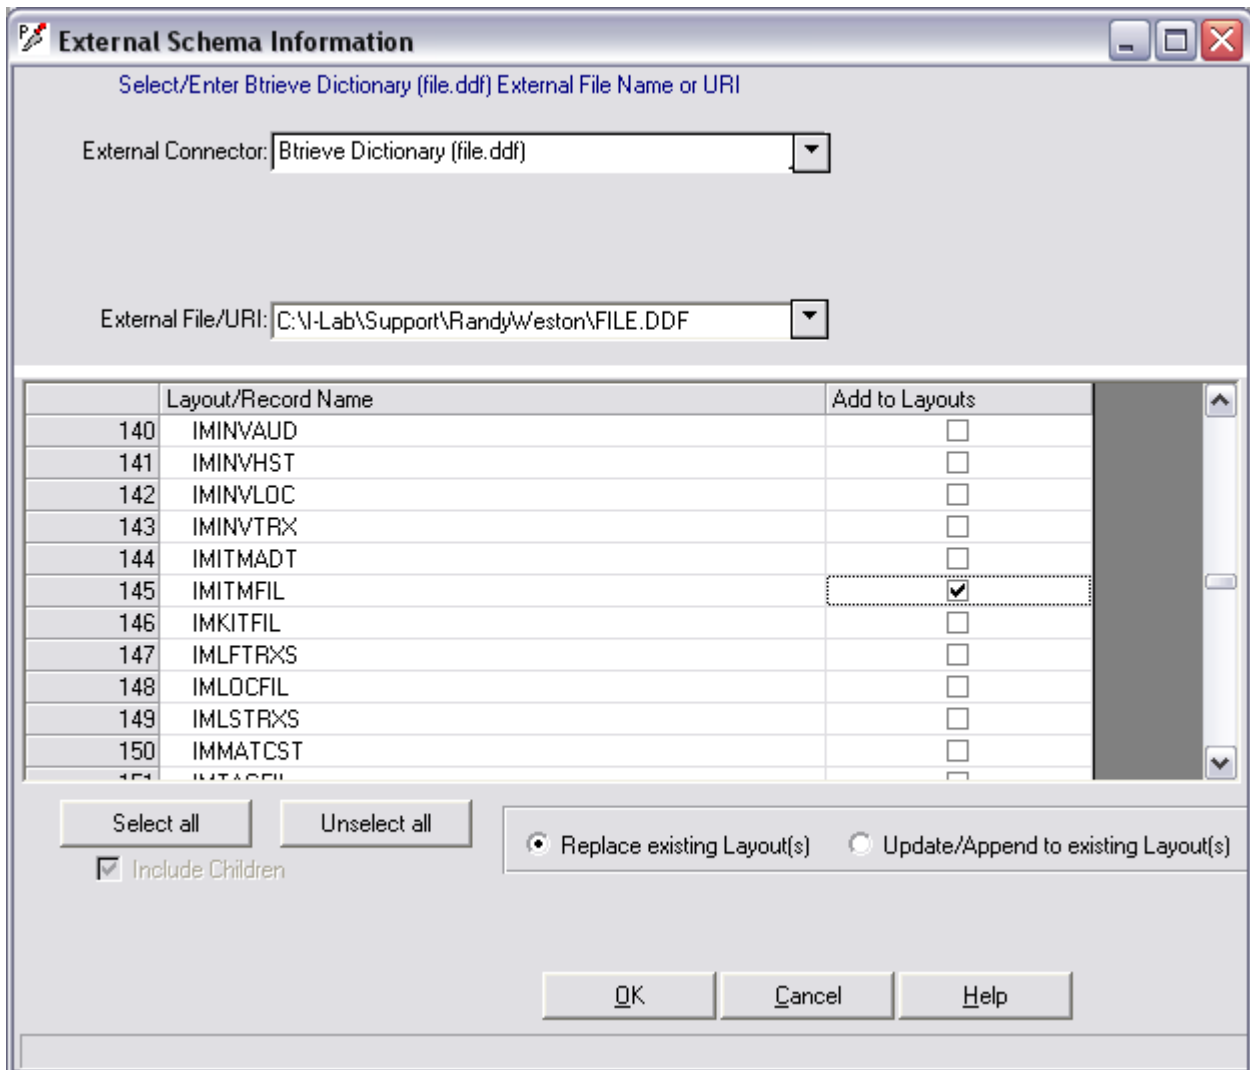 External Schema Information
Select/Enter Btrieve Dictionary (file.ddf) External File Name or URI
External Connector: Btrieve Dictionary (file.ddf)
External File/URI: C:\I-Lab\Support\RandyWeston\FILE.DDF
Layout/Record Name Add to Layouts
140 IMINVAUD
141 IMINVHST
142 IMINVLOC
143 IMINVTRX
144 IMITMADT
145 IMITMFIL
146 IMKITFIL
147 IMLFTRXS
148 IMLOCFIL
149 IMLSTRXS
150 IMMATCST
151
Select all Unselect all
Replace existing Layout(s) Update/Append to existing Layout(s)
Include Children
OK Cancel Help